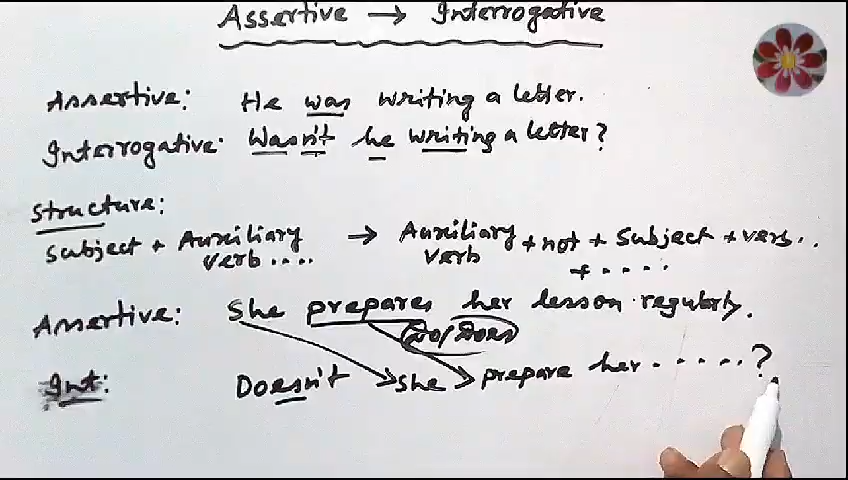 Assertive → Interrogative
Assertive: He was writing a letter.
Interrogative: Wasn't he writing a letter?
Structure:
Subject + Auxiliary verb .... → Auxiliary verb + not + Subject + verb .. + .....
Assertive: She prepares her lesson regularly.
Do/Does
Int: Doesn't she prepare her ......?